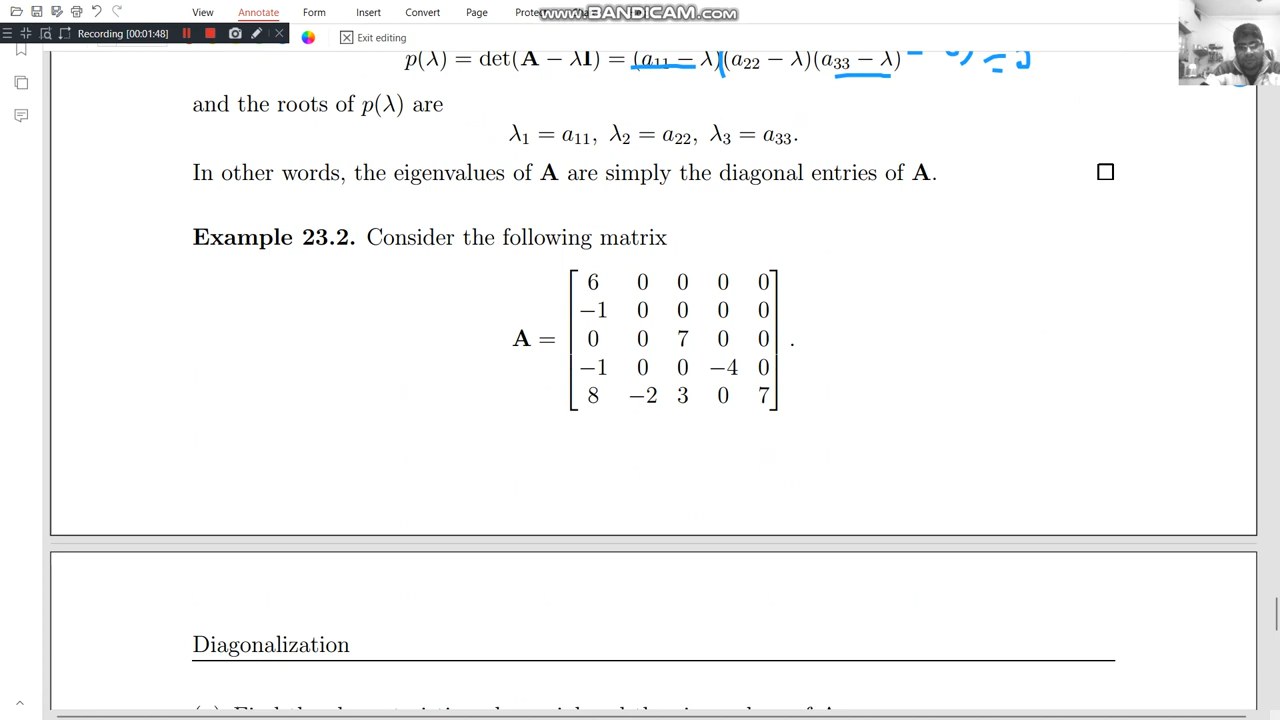 View Annotate Form Insert Convert Page
www.BANDICAM.com
Recording [00:01:48]
Exit editing
p(λ) = det(A − λI) = (a11 − λ)(a22 − λ)(a33 − λ)
and the roots of p(λ) are
λ1 = a11, λ2 = a22, λ3 = a33.
In other words, the eigenvalues of A are simply the diagonal entries of A. □
Example 23.2. Consider the following matrix
6 0 0 0 0
−1 0 0 0 0
A = 0 0 7 0 0 .
−1 0 0 −4 0
8 −2 3 0 7
Diagonalization